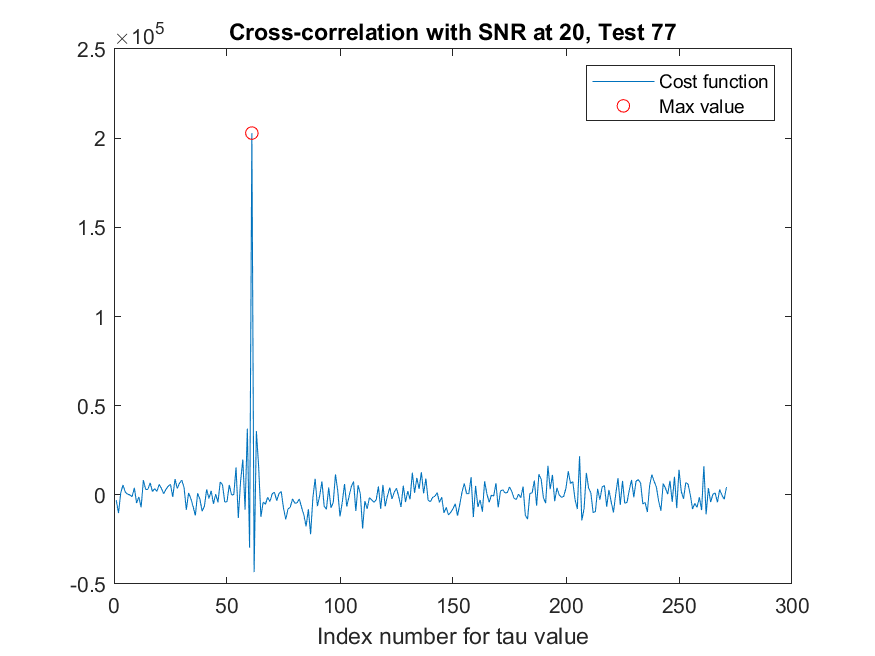 Cross-correlation with SNR at 20, Test 77
×10⁵
2.5
2
1.5
1
0.5
0
-0.5
0 50 100 150 200 250 300
Index number for tau value
Cost function
Max value